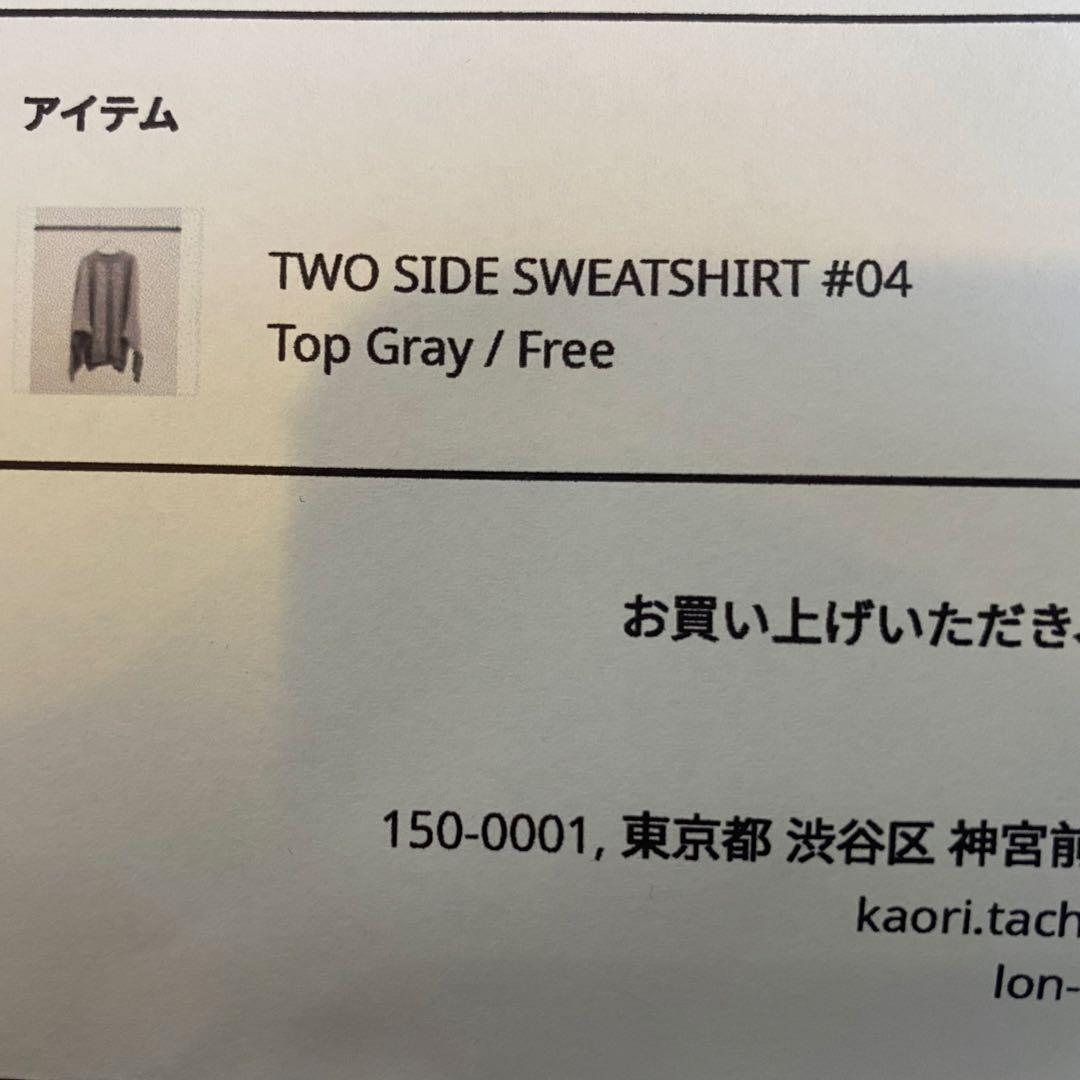 アイテム
TWO SIDE SWEATSHIRT #04
Top Gray / Free
お買い上げいただき
150-0001, 東京都 渋谷区 神宮前
kaori.tach
lon-